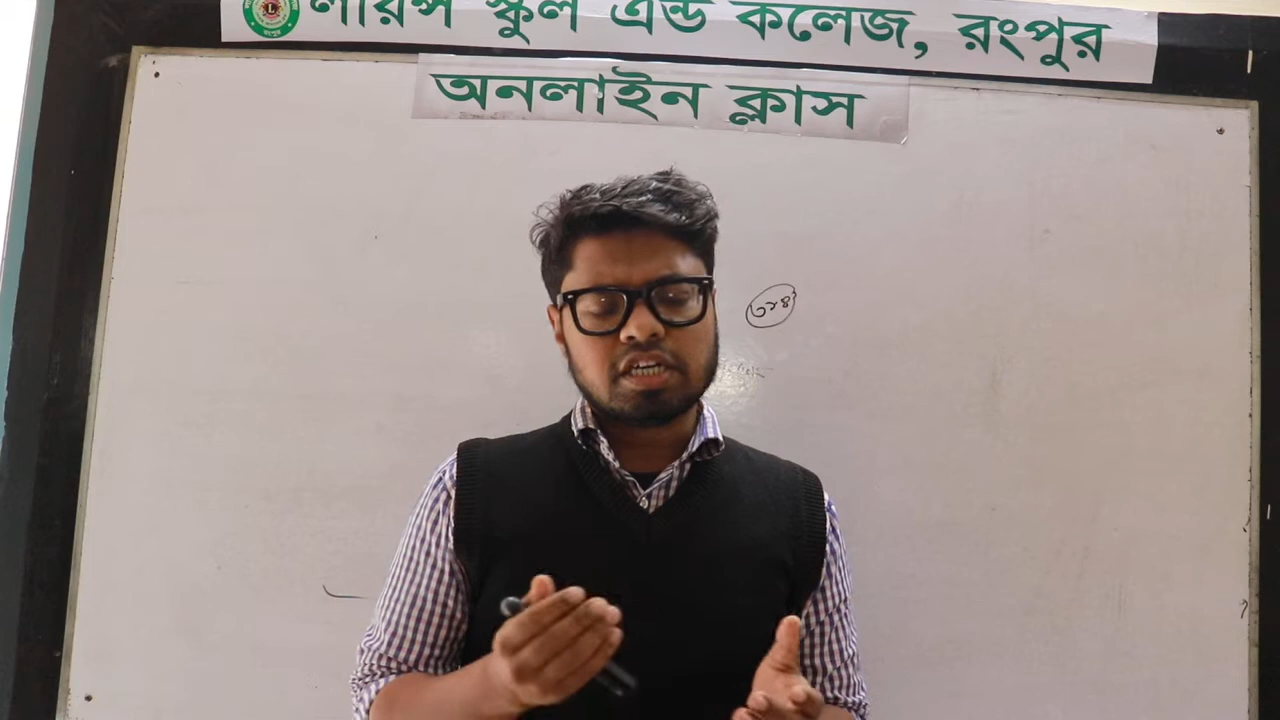 লায়ন্স স্কুল এন্ড কলেজ, রংপুর
অনলাইন ক্লাস